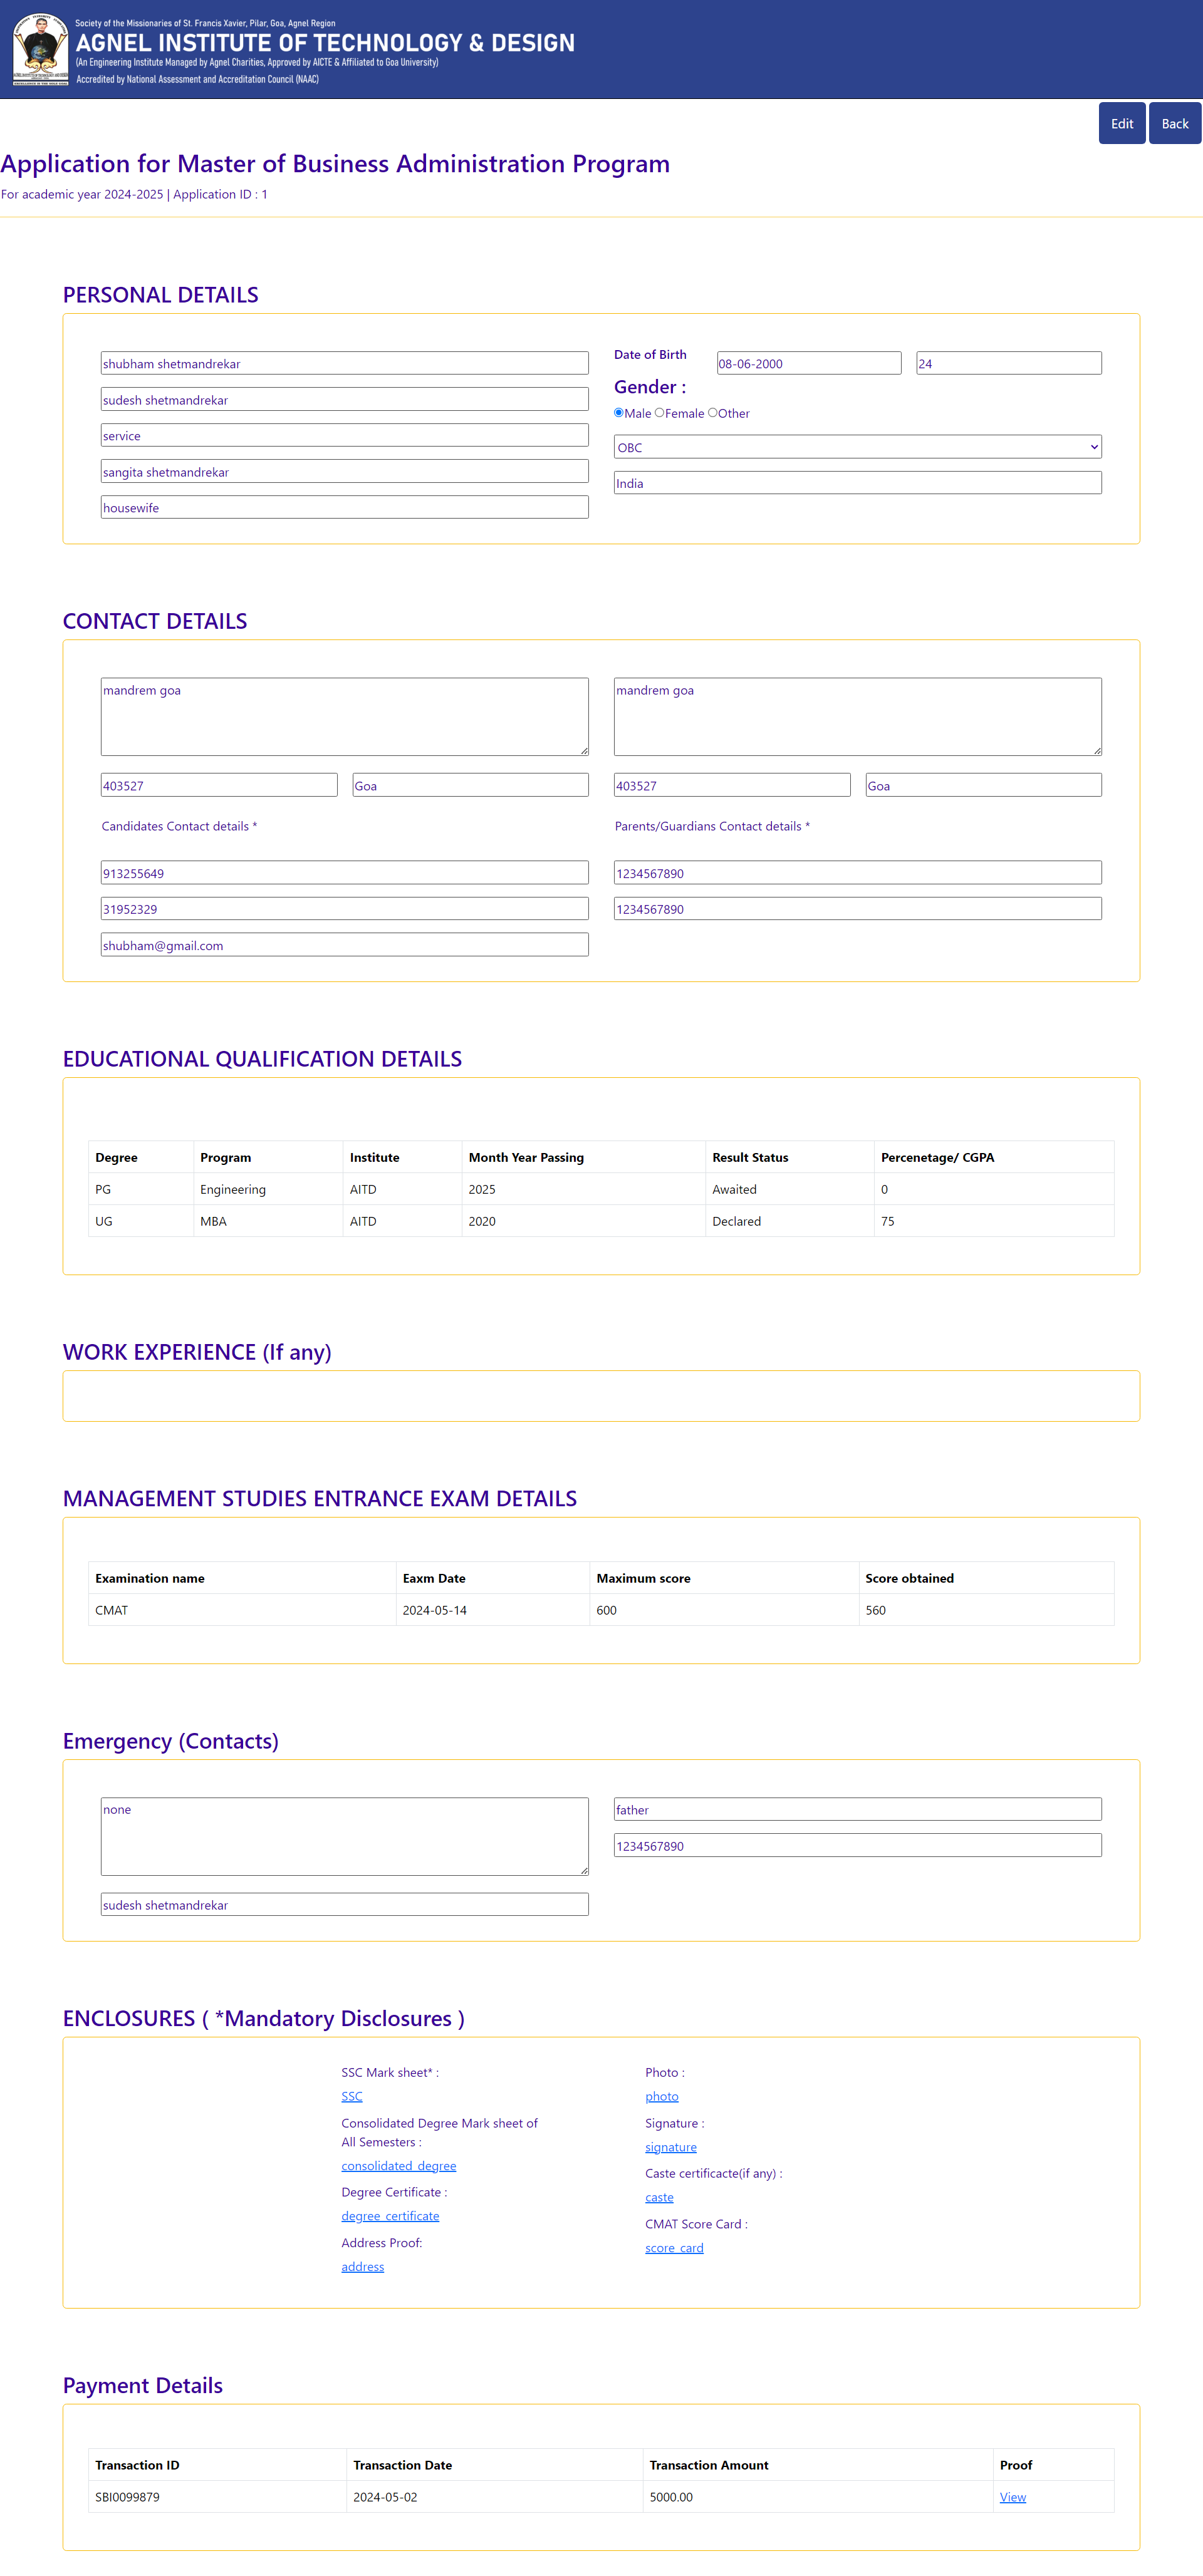 Society of the Missionaries of St. Francis Xavier, Pilar, Goa, Agnel Region
AGNEL INSTITUTE OF TECHNOLOGY & DESIGN
(An Engineering Institute Managed by Agnel Charities, Approved by AICTE & Affiliated to Goa University)
Accredited by National Assessment and Accreditation Council (NAAC)
Edit Back
Application for Master of Business Administration Program
For academic year 2024-2025 | Application ID : 1
PERSONAL DETAILS
shubham shetmandrekar
sudesh shetmandrekar
service
sangita shetmandrekar
housewife
Date of Birth 08-06-2000 24
Gender :
Male Female Other
OBC
India
CONTACT DETAILS
mandrem goa
mandrem goa
403527 Goa
403527 Goa
Candidates Contact details *
Parents/Guardians Contact details *
913255649
1234567890
31952329
1234567890
shubham@gmail.com
EDUCATIONAL QUALIFICATION DETAILS
Degree Program Institute Month Year Passing Result Status Percenetage/ CGPA
PG Engineering AITD 2025 Awaited 0
UG MBA AITD 2020 Declared 75
WORK EXPERIENCE (If any)
MANAGEMENT STUDIES ENTRANCE EXAM DETAILS
Examination name Eaxm Date Maximum score Score obtained
CMAT 2024-05-14 600 560
Emergency (Contacts)
none
sudesh shetmandrekar
father
1234567890
ENCLOSURES ( *Mandatory Disclosures )
SSC Mark sheet* :
SSC
Consolidated Degree Mark sheet of
All Semesters :
consolidated_degree
Degree Certificate :
degree_certificate
Address Proof:
address
Photo :
photo
Signature :
signature
Caste certificacte(if any) :
caste
CMAT Score Card :
score_card
Payment Details
Transaction ID Transaction Date Transaction Amount Proof
SBI0099879 2024-05-02 5000.00 View